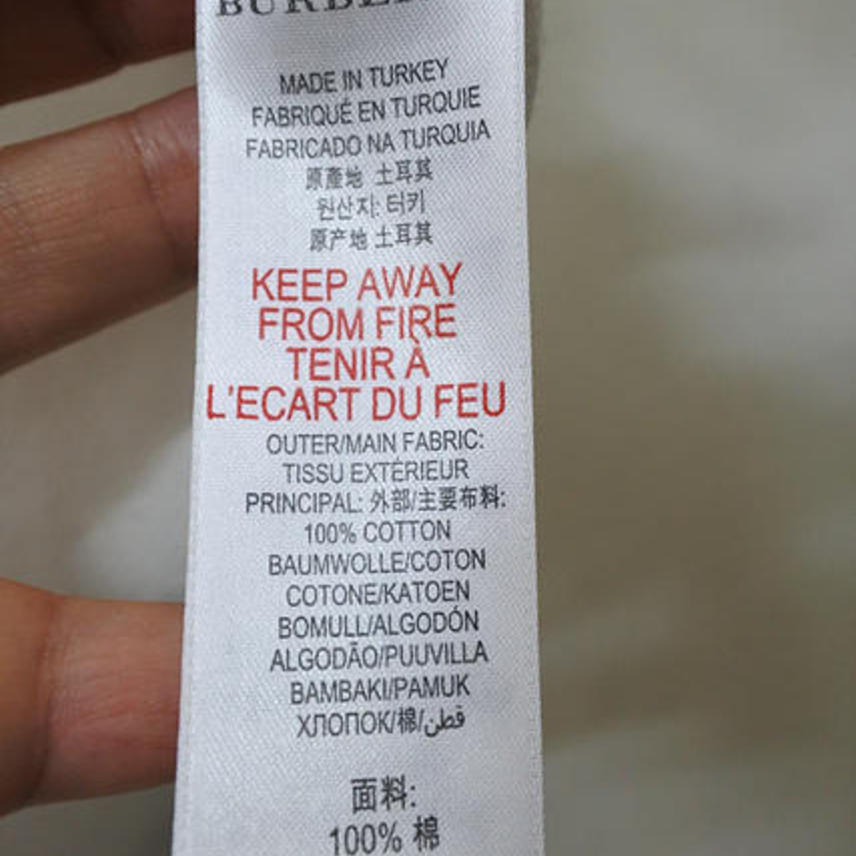 MADE IN TURKEY
FABRIQUÉ EN TURQUIE
FABRICADO NA TURQUIA
原產地 土耳其
원산지: 터키
原产地 土耳其
KEEP AWAY
FROM FIRE
TENIR À
L'ECART DU FEU
OUTER/MAIN FABRIC:
TISSU EXTÉRIEUR
PRINCIPAL: 外部/主要布料:
100% COTTON
BAUMWOLLE/COTON
COTONE/KATOEN
BOMULL/ALGODÓN
ALGODÃO/PUUVILLA
BAMBAKI/PAMUK
ХЛОПОК/棉/قطن
面料:
100% 棉